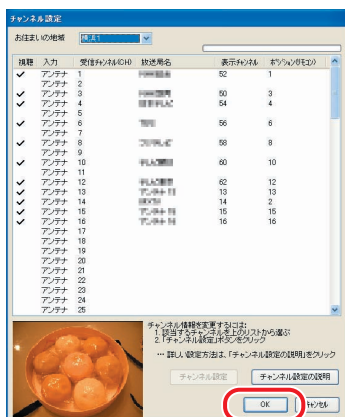 チャンネル設定
お住まいの地域
視聴 入力 受信チャンネル(CH) 放送局名 表示チャンネル ポジション(リモコン)
アンテナ 1 52 1
アンテナ 2
アンテナ 3 50 3
アンテナ 4 54 4
アンテナ 5
アンテナ 6 56 6
アンテナ 7
アンテナ 8 58 8
アンテナ 9
アンテナ 10 60 10
アンテナ 11
アンテナ 12 62 12
アンテナ 13 13 13
アンテナ 14 14 2
アンテナ 15 15 15
アンテナ 16 16 16
アンテナ 17
アンテナ 18
アンテナ 19
アンテナ 20
アンテナ 21
アンテナ 22
アンテナ 23
アンテナ 24
アンテナ 25
チャンネル情報を変更するには:
1. 該当するチャンネルを上のリストから選ぶ
2. 「チャンネル設定」ボタンをクリック
… 詳しい設定方法は、「チャンネル設定の説明」をクリック
チャンネル設定 チャンネル設定の説明
OK キャンセル